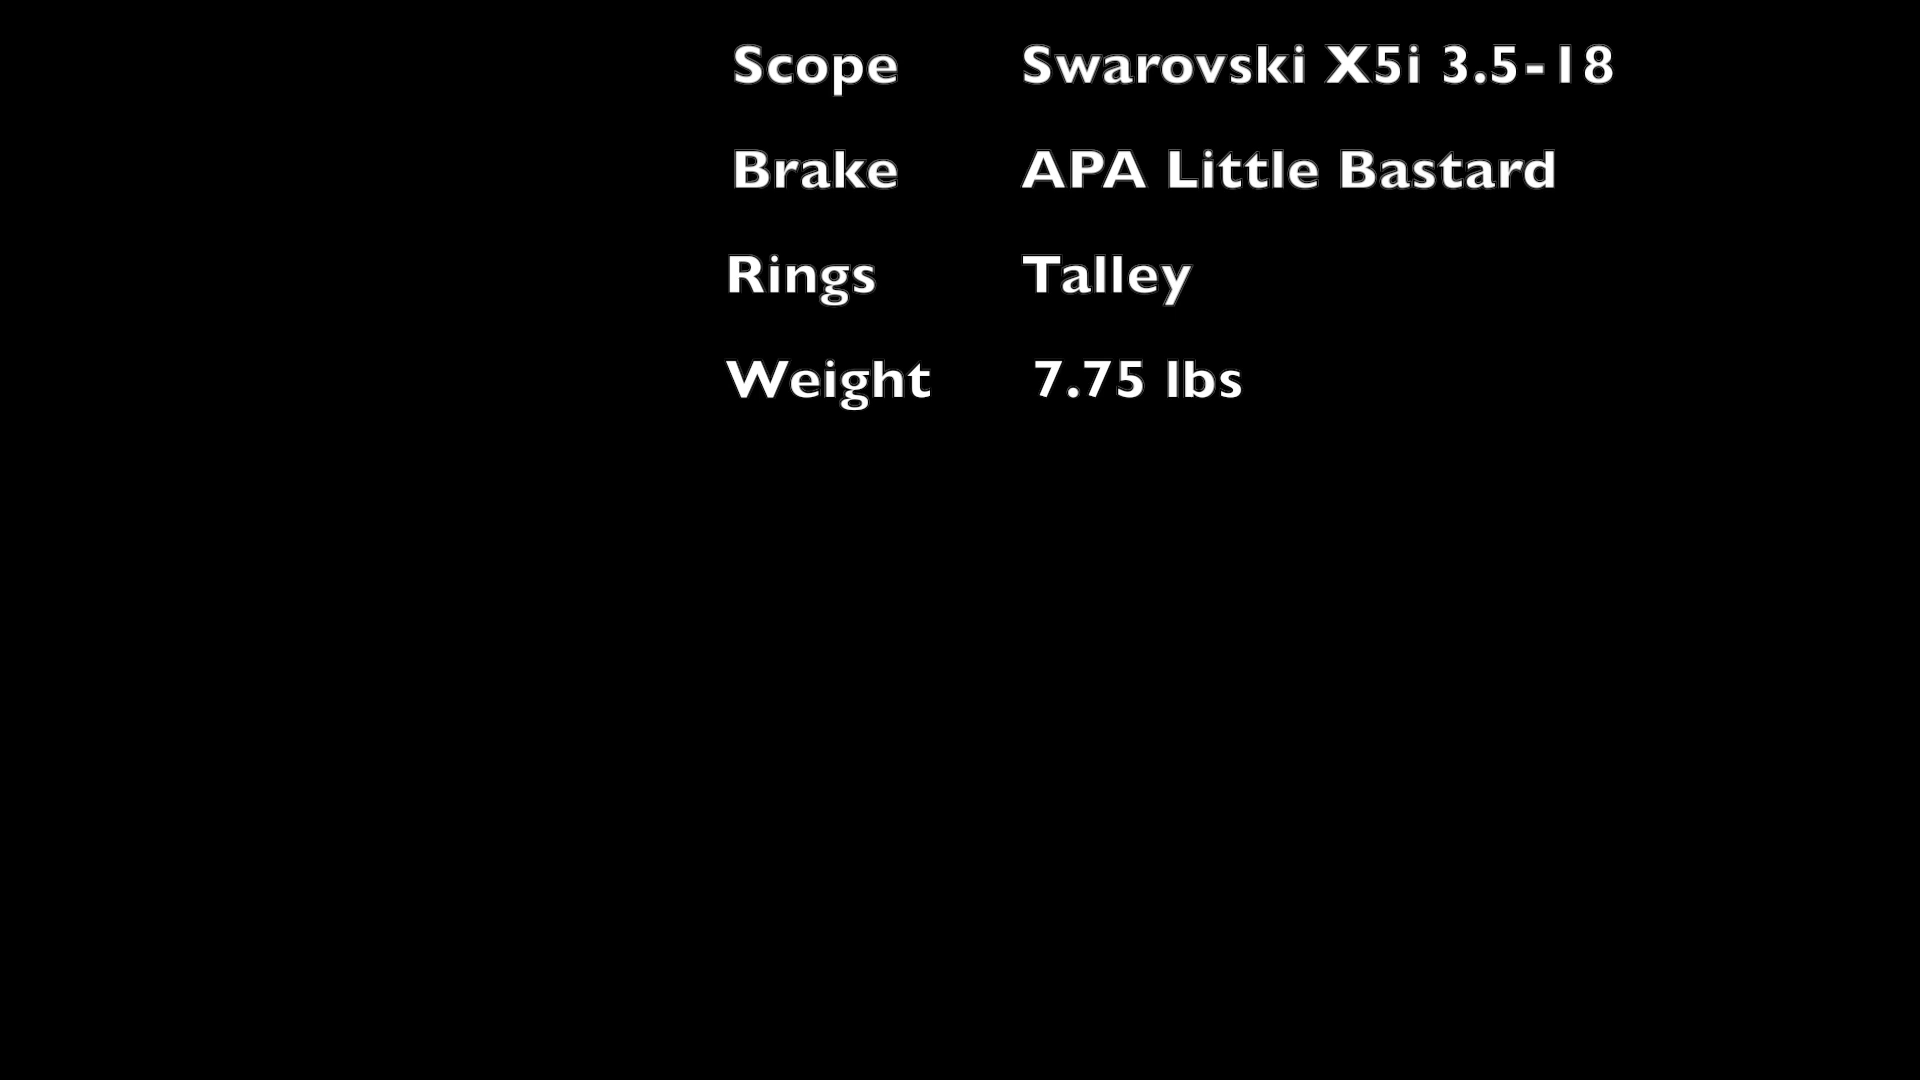 Scope Swarovski X5i 3.5-18
Brake APA Little Bastard
Rings Talley
Weight 7.75 lbs